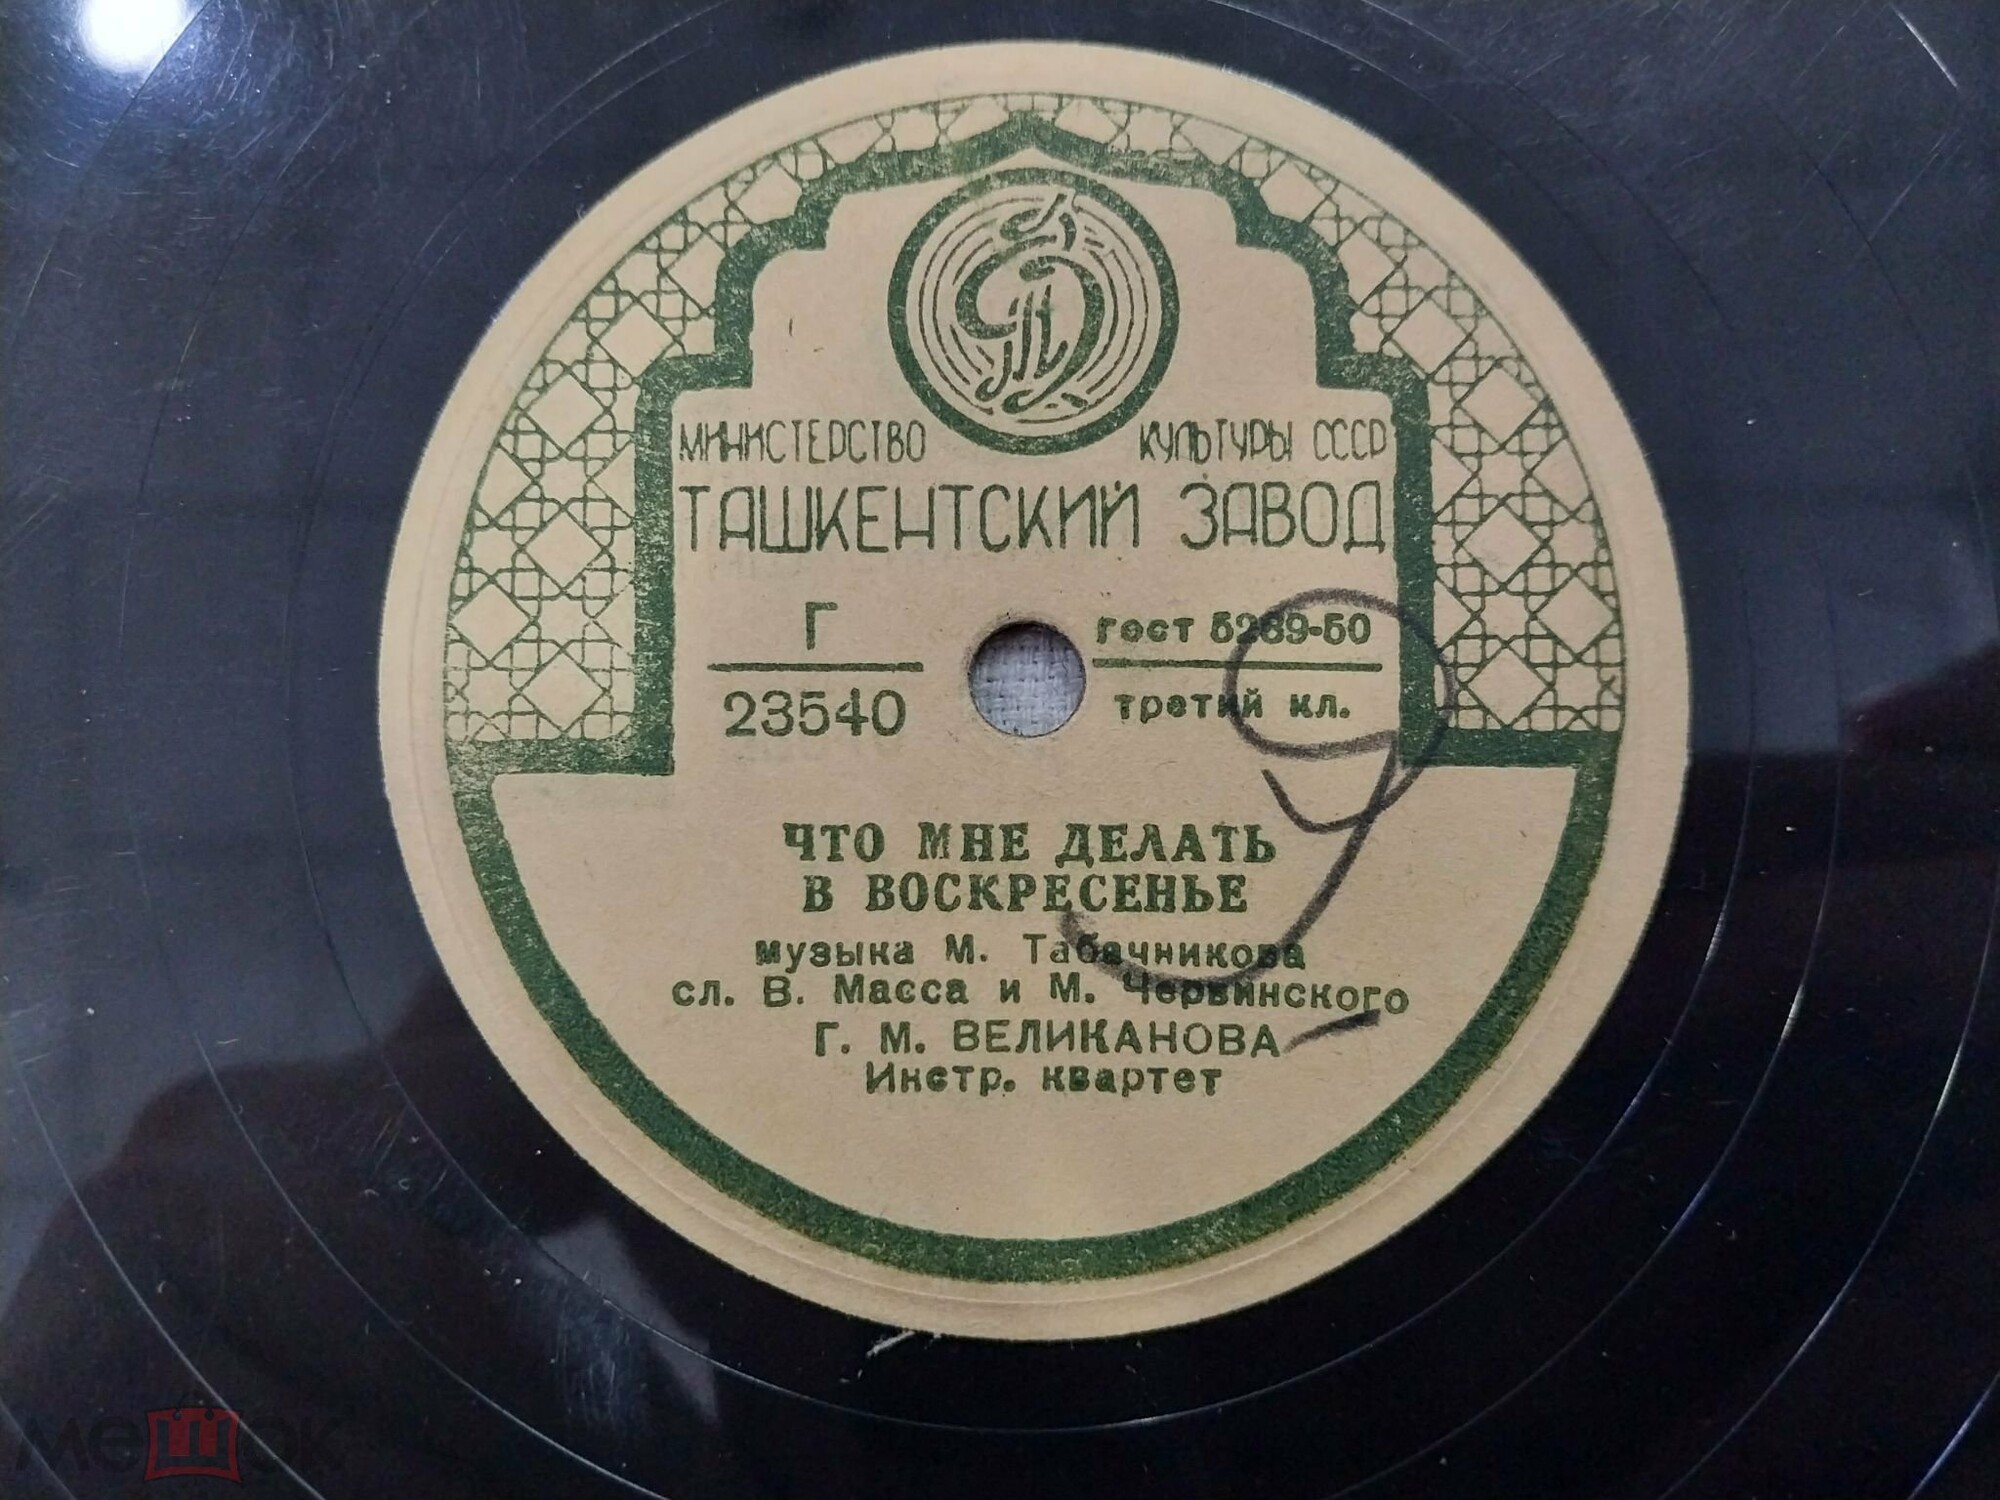 МИНИСТЕРСТВО КУЛЬТУРЫ СССР
ТАШКЕНТСКИЙ ЗАВОД
Г
23540
гост 5289-50
третий кл.
ЧТО МНЕ ДЕЛАТЬ
В ВОСКРЕСЕНЬЕ
музыка М. Табачникова
сл. В. Масса и М. Червинского
Г. М. ВЕЛИКАНОВА
Инстр. квартет
мешок